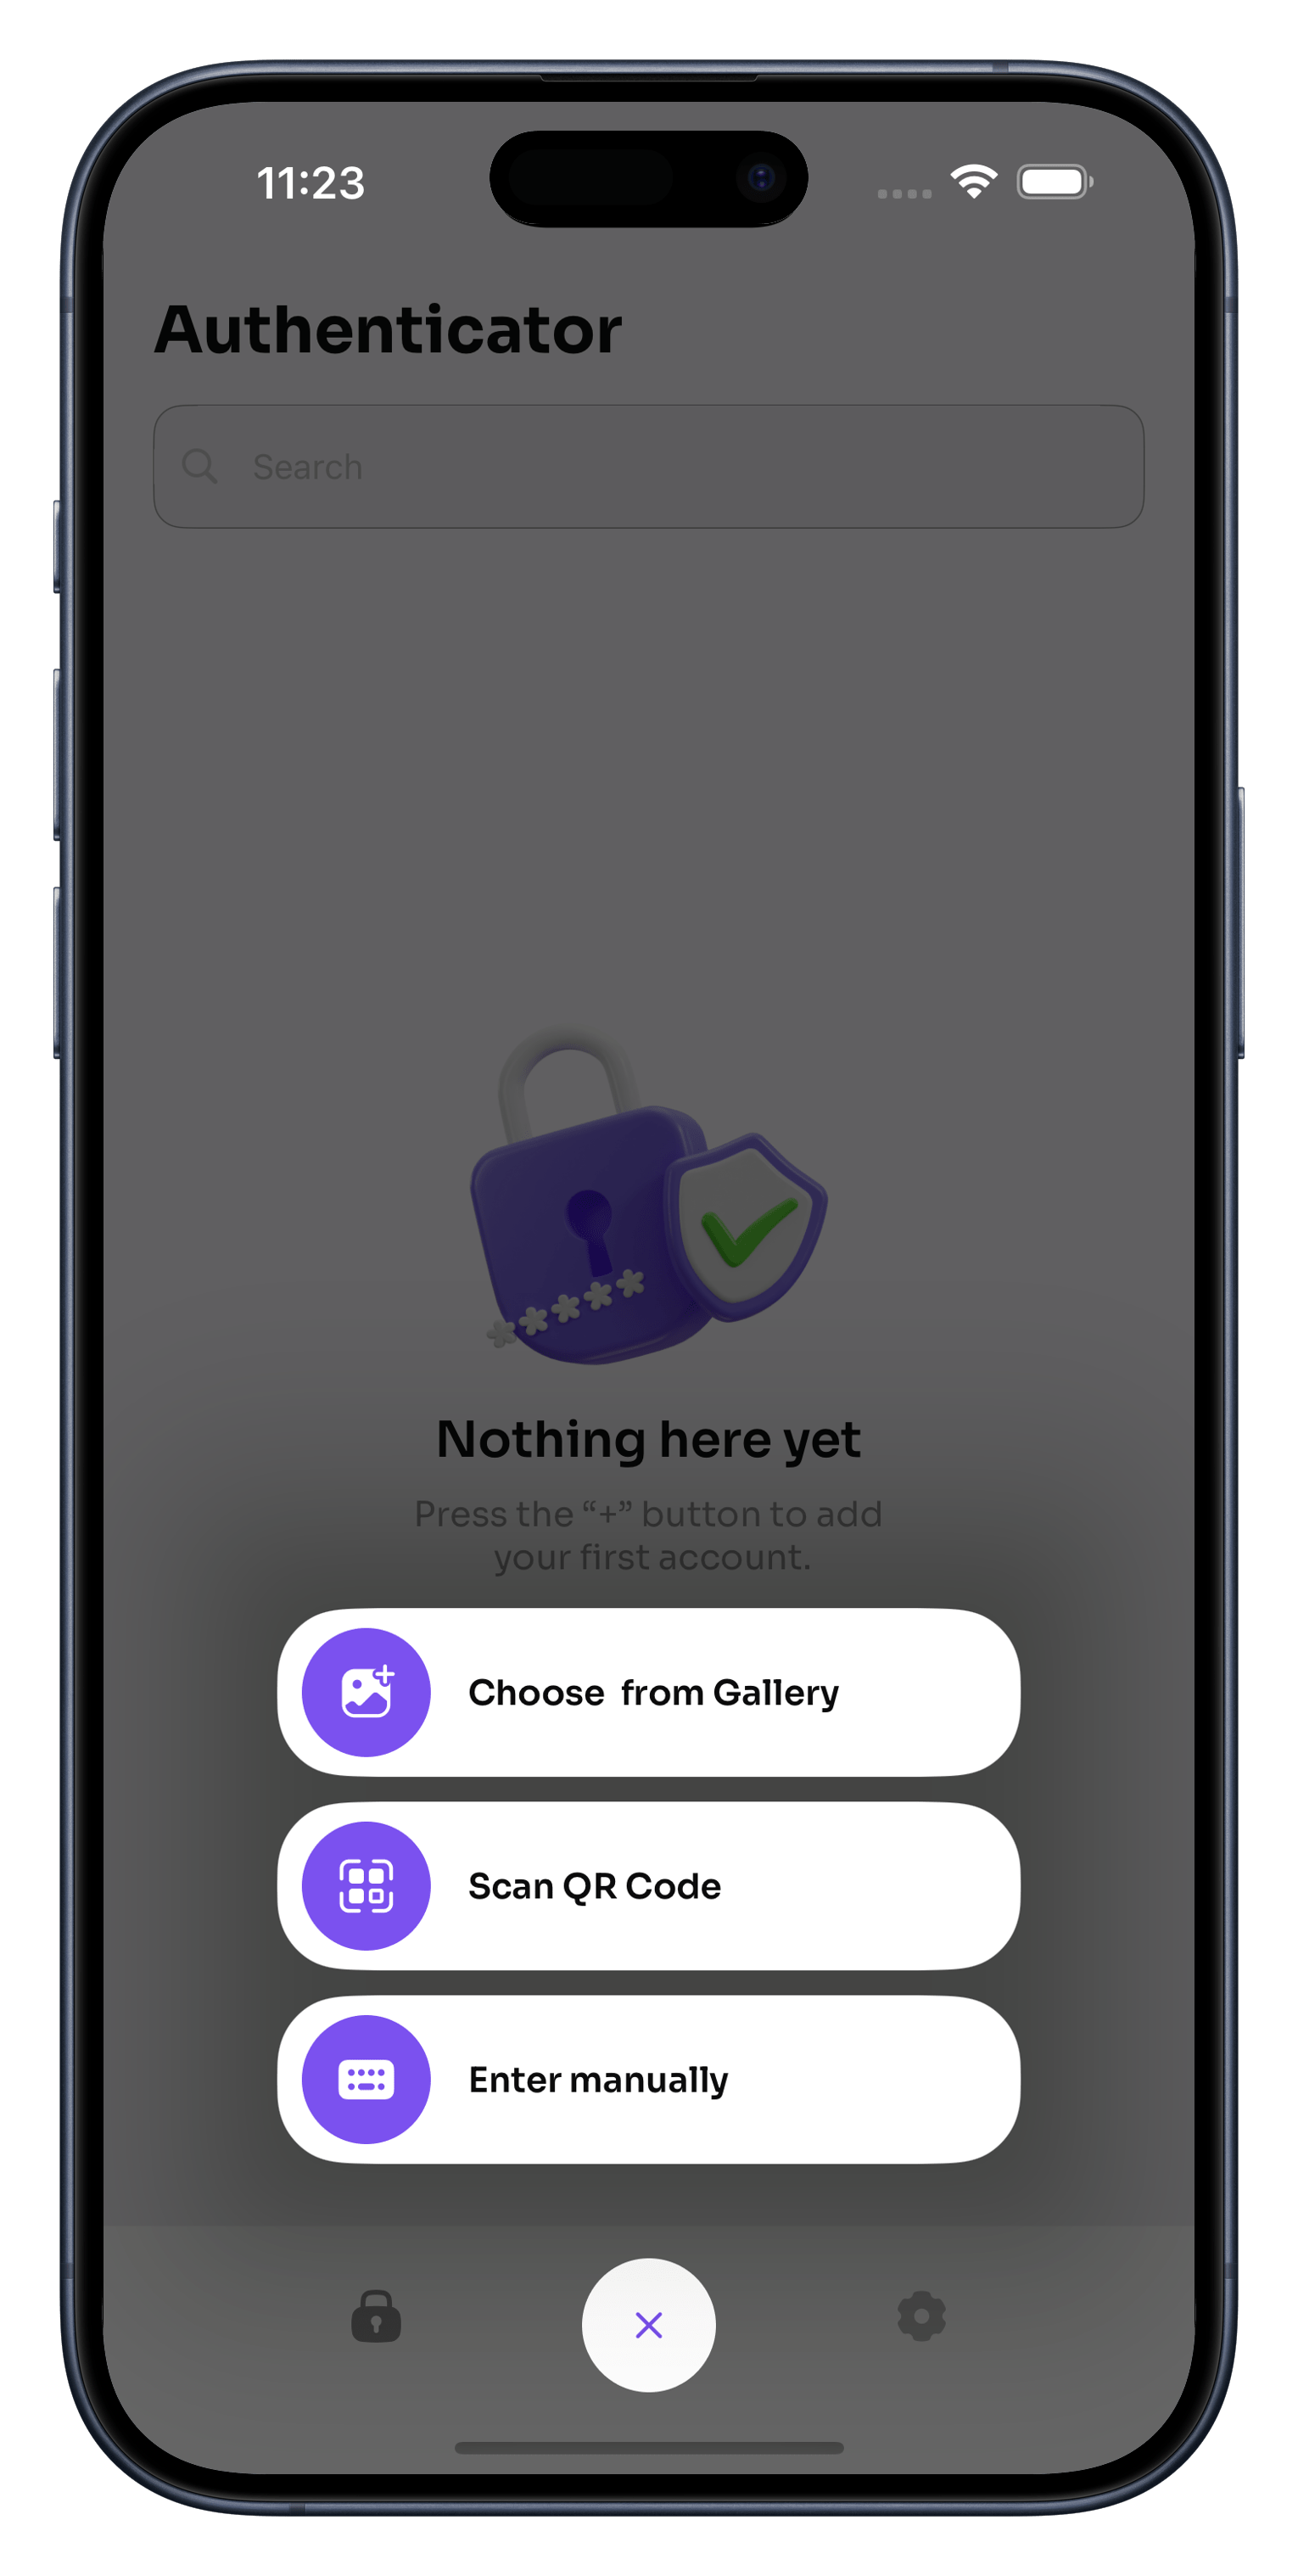 11:23
Authenticator
Search
Nothing here yet
Press the “+” button to add
your first account.
Choose  from Gallery
Scan QR Code
Enter manually